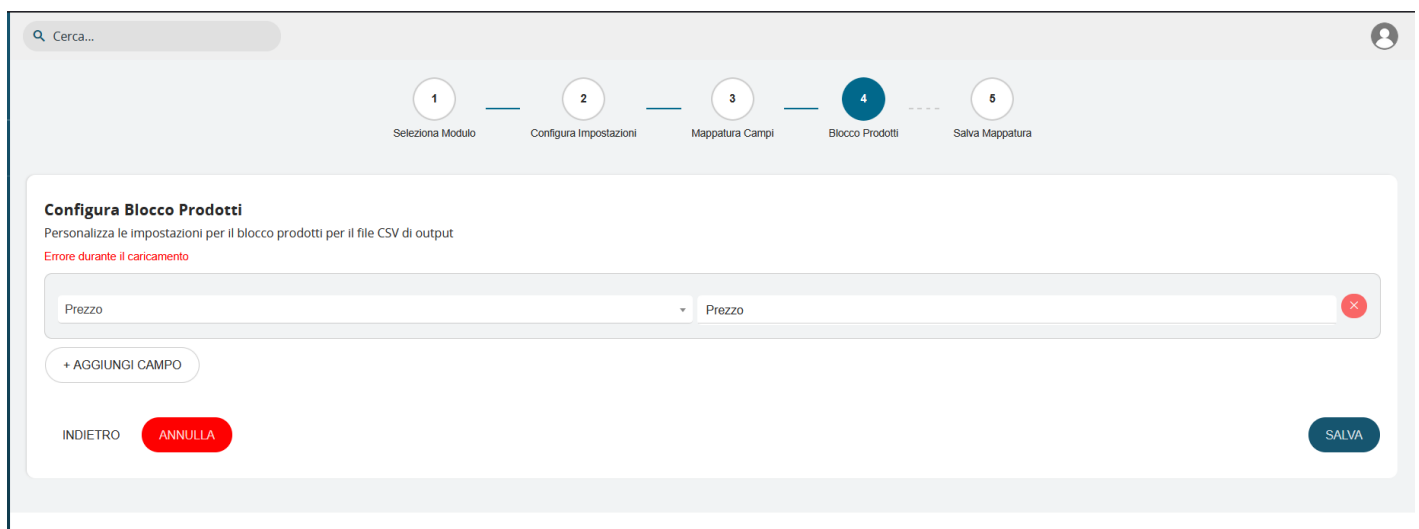 Cerca...
1 2 3 4 5
Seleziona Modulo Configura Impostazioni Mappatura Campi Blocco Prodotti Salva Mappatura
Configura Blocco Prodotti
Personalizza le impostazioni per il blocco prodotti per il file CSV di output
Errore durante il caricamento
Prezzo Prezzo
+ AGGIUNGI CAMPO
INDIETRO ANNULLA SALVA